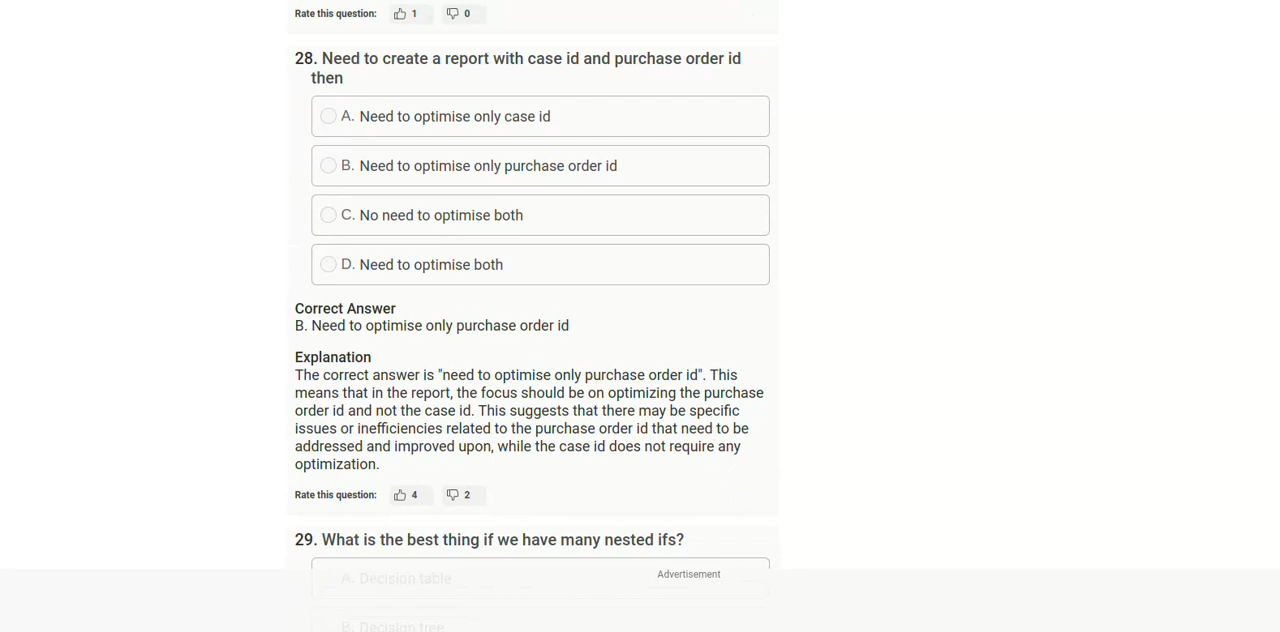 Rate this question: 1 0
28. Need to create a report with case id and purchase order id
then
A. Need to optimise only case id
B. Need to optimise only purchase order id
C. No need to optimise both
D. Need to optimise both
Correct Answer
B. Need to optimise only purchase order id
Explanation
The correct answer is "need to optimise only purchase order id". This
means that in the report, the focus should be on optimizing the purchase
order id and not the case id. This suggests that there may be specific
issues or inefficiencies related to the purchase order id that need to be
addressed and improved upon, while the case id does not require any
optimization.
Rate this question: 4 2
29. What is the best thing if we have many nested ifs?
Advertisement
A. Decision table
B. Decision tree